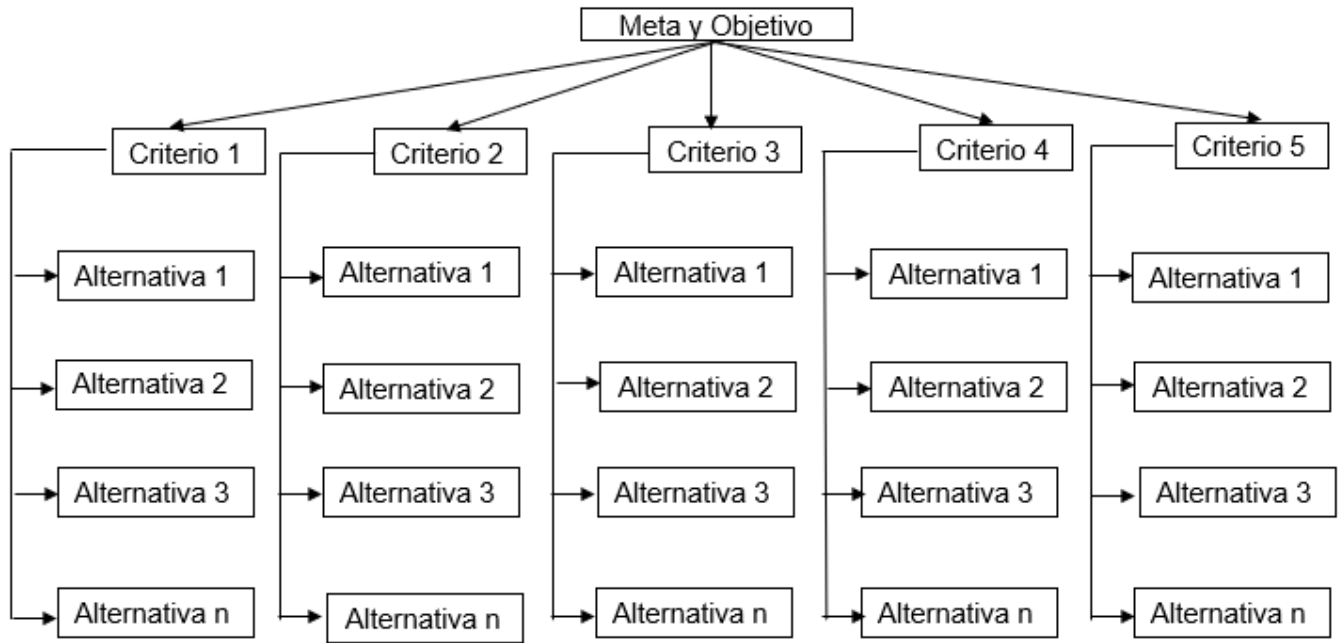 Meta y Objetivo
Criterio 1
Criterio 2
Criterio 3
Criterio 4
Criterio 5
Alternativa 1
Alternativa 1
Alternativa 1
Alternativa 1
Alternativa 1
Alternativa 2
Alternativa 2
Alternativa 2
Alternativa 2
Alternativa 2
Alternativa 3
Alternativa 3
Alternativa 3
Alternativa 3
Alternativa 3
Alternativa n
Alternativa n
Alternativa n
Alternativa n
Alternativa n